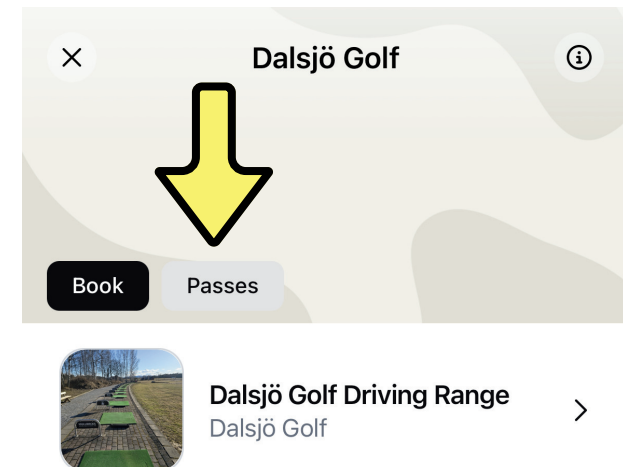 Dalsjö Golf
Book
Passes
Dalsjö Golf Driving Range
Dalsjö Golf